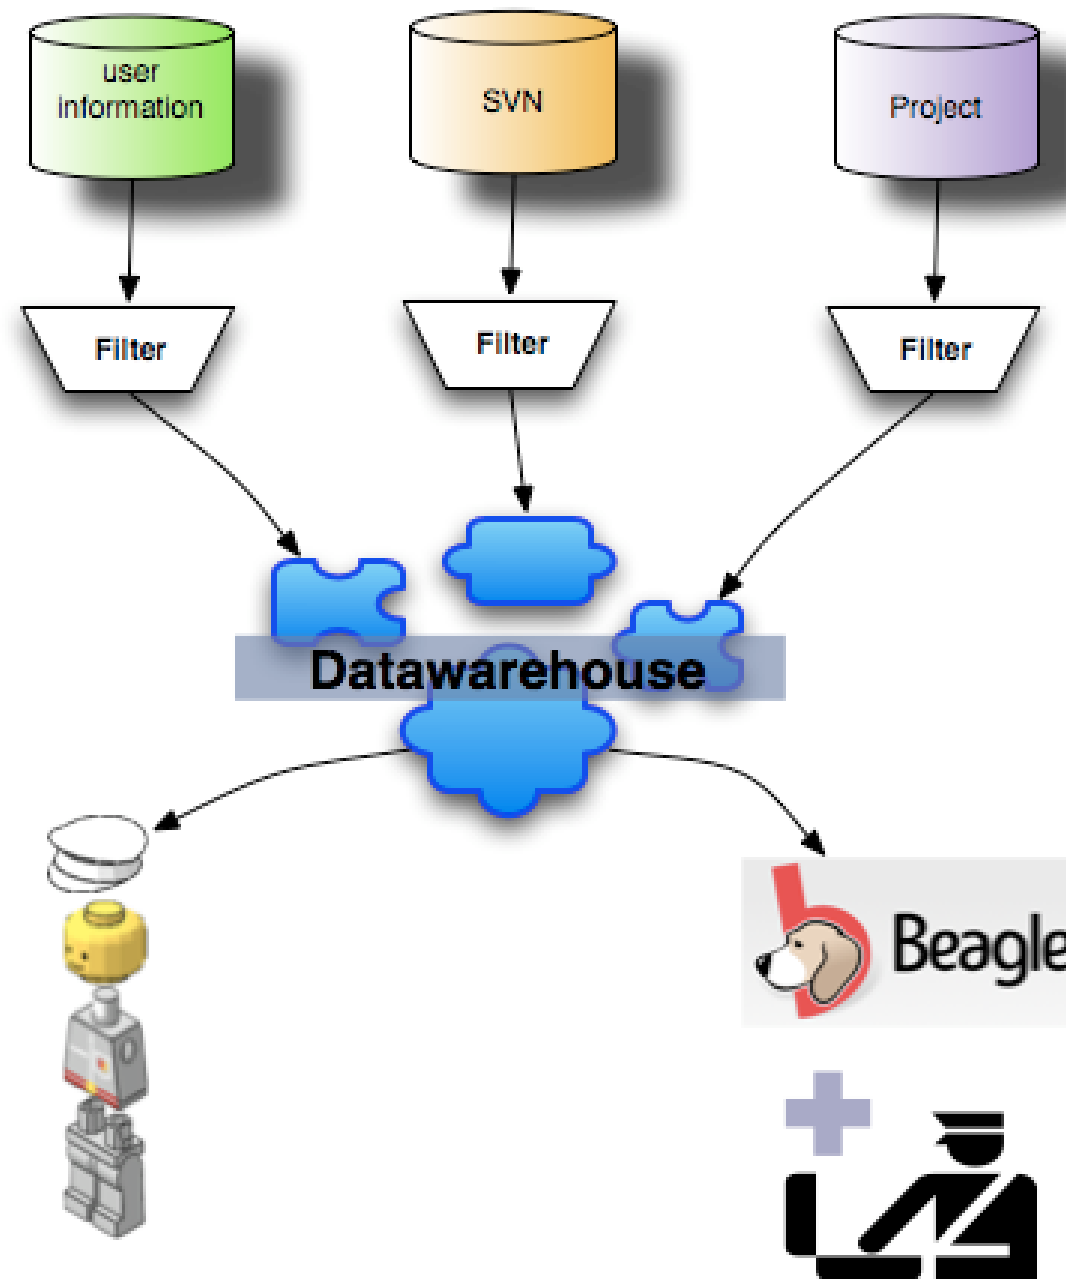 user
information
SVN
Project
Filter
Filter
Filter
Datawarehouse
Beagle